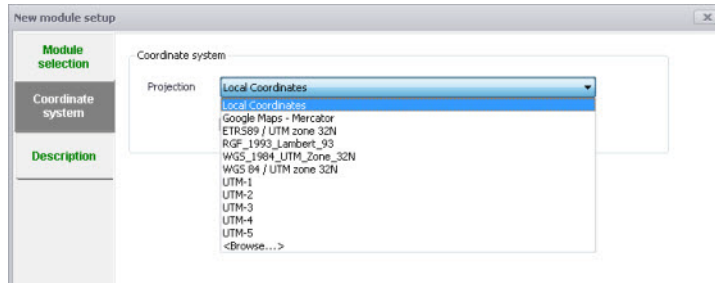 New module setup
x
Module
selection
Coordinate
system
Description
Coordinate system
Projection
Local Coordinates
Local Coordinates
Google Maps - Mercator
ETRS89 / UTM zone 32N
RGF_1993_Lambert_93
WGS_1984_UTM_Zone_32N
WGS 84 / UTM zone 32N
UTM-1
UTM-2
UTM-3
UTM-4
UTM-5
<Browse...>